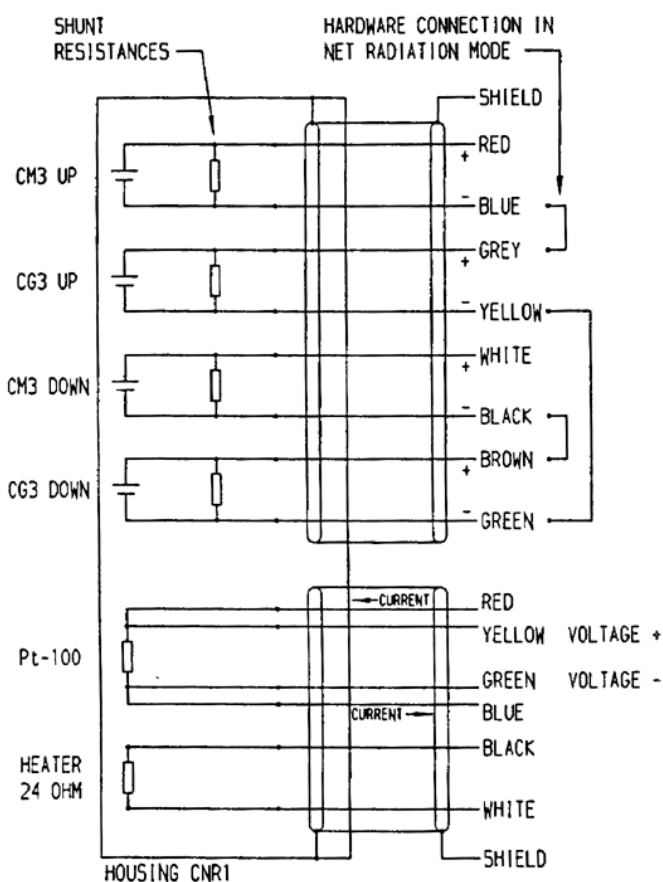 SHUNT
RESISTANCES
HARDWARE CONNECTION IN
NET RADIATION MODE
SHIELD
+ RED
CM3 UP
- BLUE
+ GREY
CG3 UP
- YELLOW
+ WHITE
CM3 DOWN
- BLACK
+ BROWN
CG3 DOWN
- GREEN
CURRENT RED
YELLOW VOLTAGE +
Pt-100
GREEN VOLTAGE -
CURRENT BLUE
BLACK
HEATER
24 OHM
WHITE
SHIELD
HOUSING CNR1